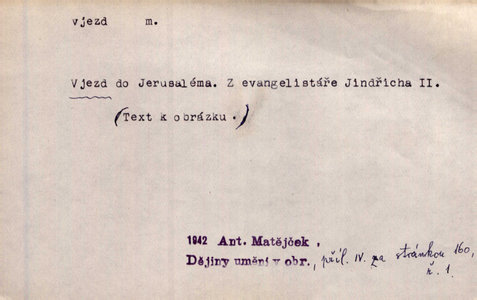 vjezd m.
Vjezd do Jerusaléma. Z evangelistáře Jindřicha II.
(Text k obrázku.)
1942 Ant. Matějček,
Dějiny umění v obr., příl. IV. za stránkou 160,
ř. 1.